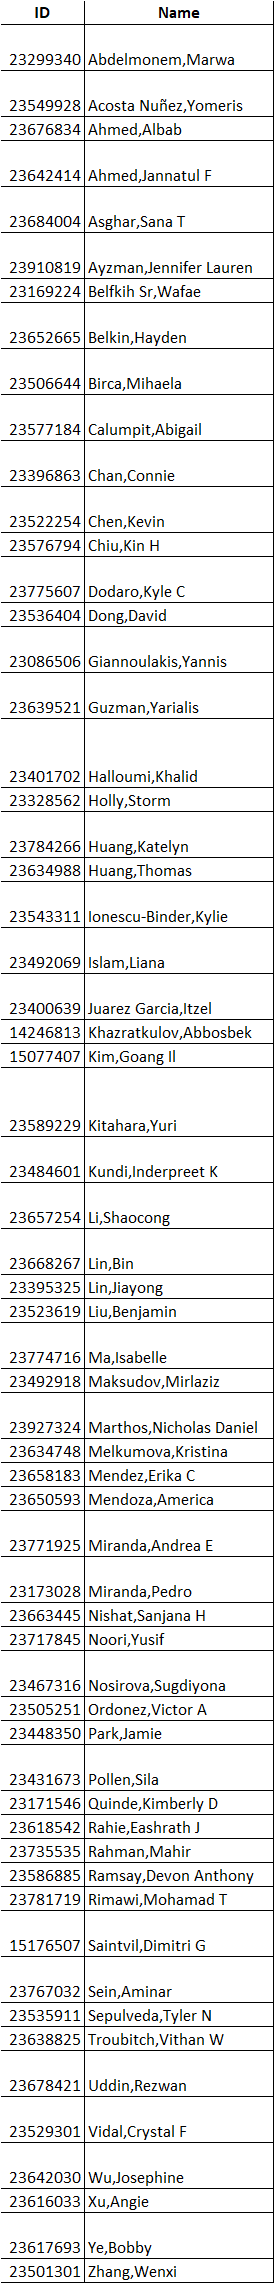 ID Name
23299340 Abdelmonem,Marwa
23549928 Acosta Nuñez,Yomeris
23676834 Ahmed,Albab
23642414 Ahmed,Jannatul F
23684004 Asghar,Sana T
23910819 Ayzman,Jennifer Lauren
23169224 Belfkih Sr,Wafae
23652665 Belkin,Hayden
23506644 Birca,Mihaela
23577184 Calumpit,Abigail
23396863 Chan,Connie
23522254 Chen,Kevin
23576794 Chiu,Kin H
23775607 Dodaro,Kyle C
23536404 Dong,David
23086506 Giannoulakis,Yannis
23639521 Guzman,Yarialis
23401702 Halloumi,Khalid
23328562 Holly,Storm
23784266 Huang,Katelyn
23634988 Huang,Thomas
23543311 Ionescu-Binder,Kylie
23492069 Islam,Liana
23400639 Juarez Garcia,Itzel
14246813 Khazratkulov,Abbosbek
15077407 Kim,Goang Il
23589229 Kitahara,Yuri
23484601 Kundi,Inderpreet K
23657254 Li,Shaocong
23668267 Lin,Bin
23395325 Lin,Jiayong
23523619 Liu,Benjamin
23774716 Ma,Isabelle
23492918 Maksudov,Mirlaziz
23927324 Marthos,Nicholas Daniel
23634748 Melkumova,Kristina
23658183 Mendez,Erika C
23650593 Mendoza,America
23771925 Miranda,Andrea E
23173028 Miranda,Pedro
23663445 Nishat,Sanjana H
23717845 Noori,Yusif
23467316 Nosirova,Sugdiyona
23505251 Ordonez,Victor A
23448350 Park,Jamie
23431673 Pollen,Sila
23171546 Quinde,Kimberly D
23618542 Rahie,Eashrath J
23735535 Rahman,Mahir
23586885 Ramsay,Devon Anthony
23781719 Rimawi,Mohamad T
15176507 Saintvil,Dimitri G
23767032 Sein,Aminar
23535911 Sepulveda,Tyler N
23638825 Troubitch,Vithan W
23678421 Uddin,Rezwan
23529301 Vidal,Crystal F
23642030 Wu,Josephine
23616033 Xu,Angie
23617693 Ye,Bobby
23501301 Zhang,Wenxi